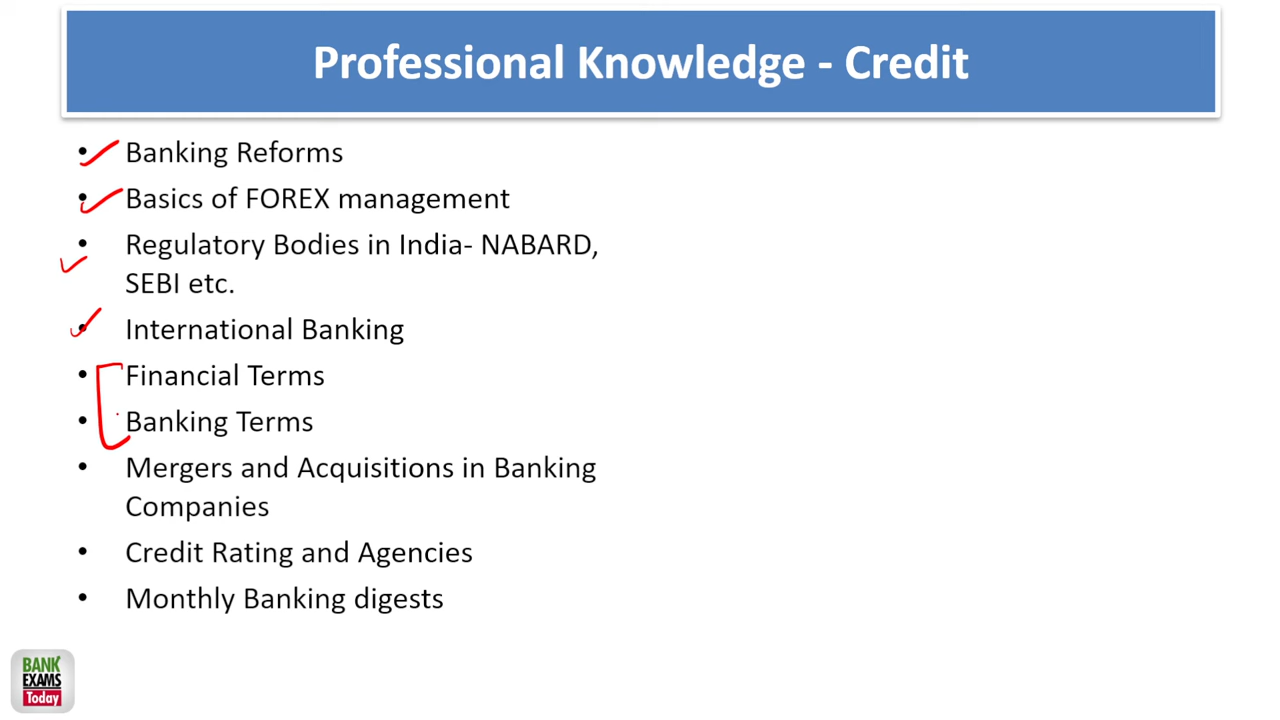 Professional Knowledge - Credit
• Banking Reforms
• Basics of FOREX management
• Regulatory Bodies in India- NABARD,
SEBI etc.
• International Banking
• Financial Terms
• Banking Terms
• Mergers and Acquisitions in Banking
Companies
• Credit Rating and Agencies
• Monthly Banking digests
BANK
EXAMS
Today